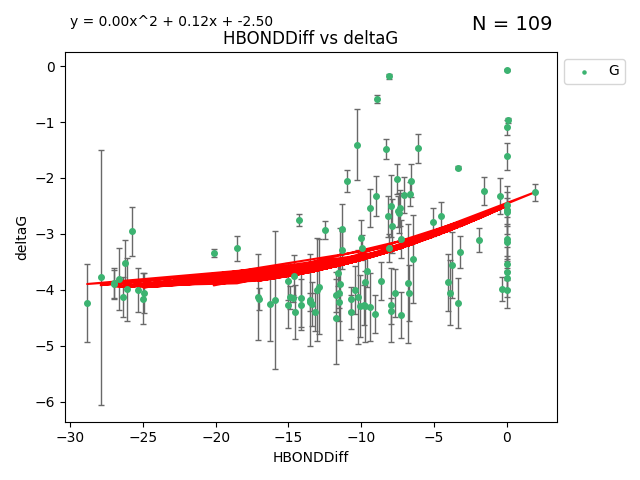 y = 0.00x^2 + 0.12x + -2.50
N = 109
HBONDDiff vs deltaG
G
deltaG
0
−1
−2
−3
−4
−5
−6
−30
−25
−20
−15
−10
−5
0
HBONDDiff